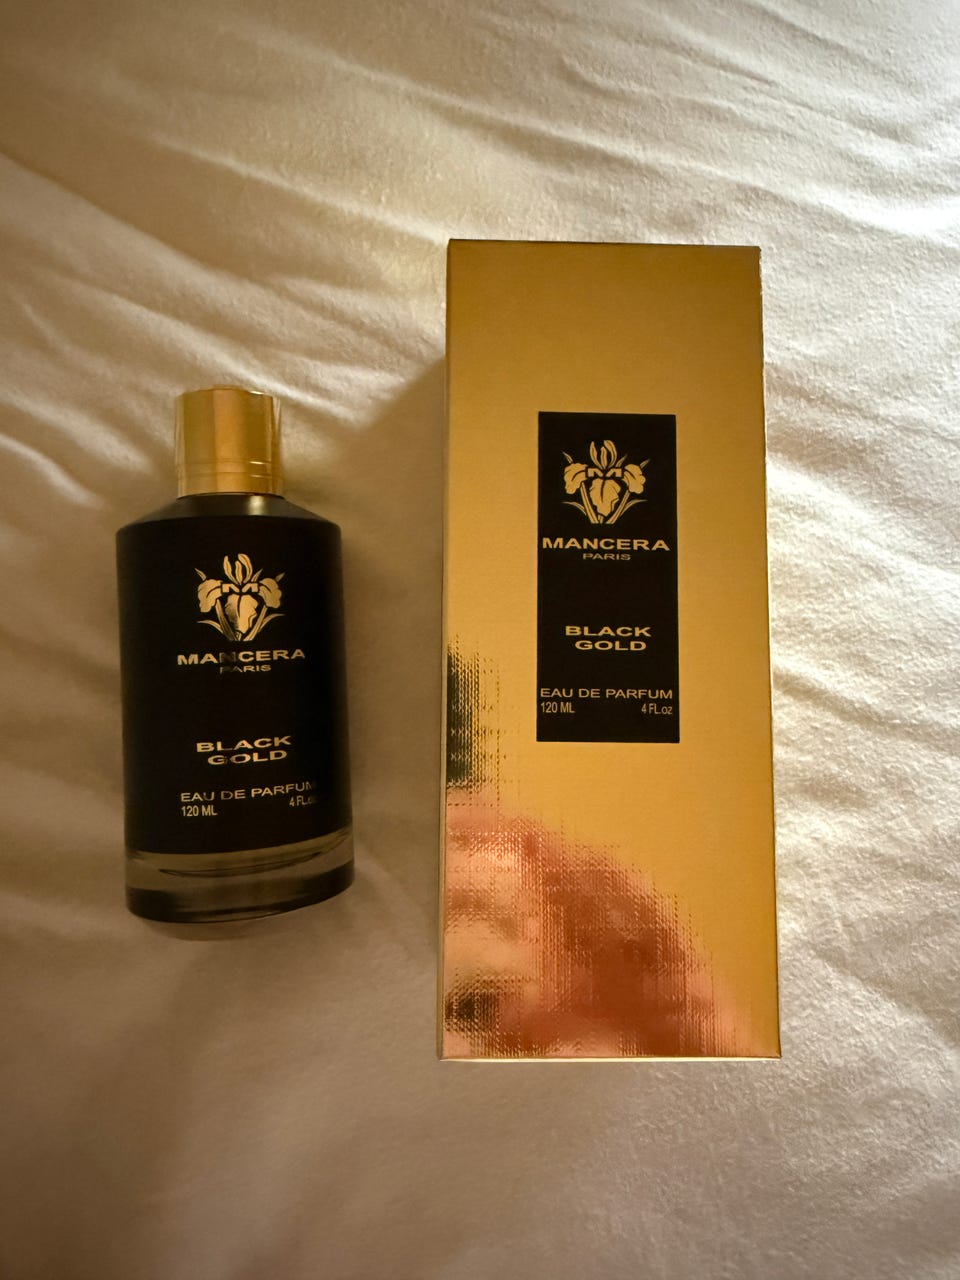 MANCERA
PARIS
BLACK
GOLD
EAU DE PARFUM
120 ML 4 FL.oz
MANCERA
PARIS
BLACK
GOLD
EAU DE PARFUM
120 ML 4 FL.oz